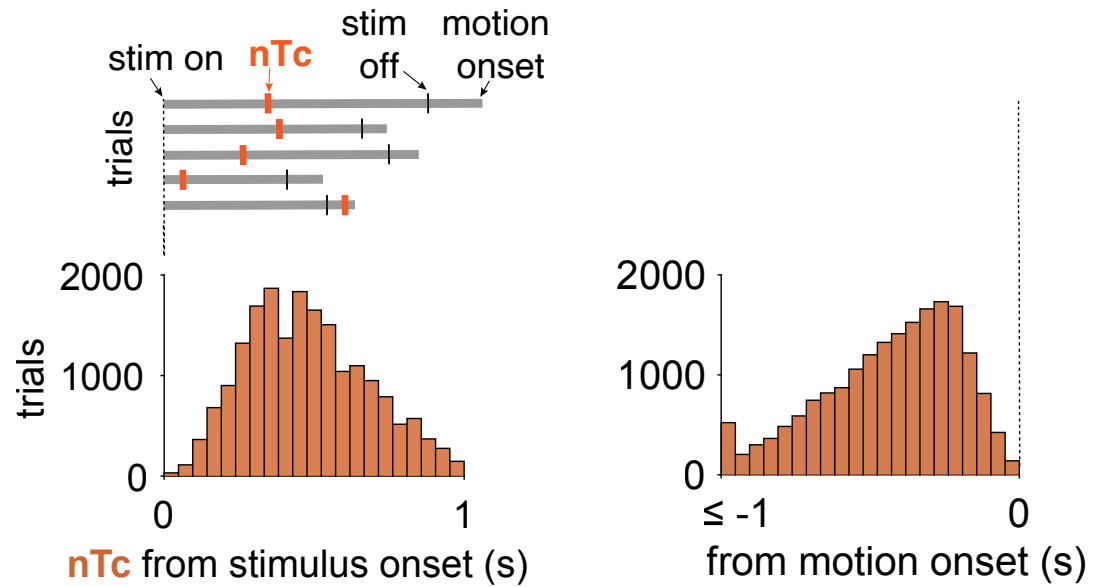 stim on
nTc
stim off
motion onset
trials
2000
1000
0
trials
0
1
nTc from stimulus onset (s)
2000
1000
0
≤ -1
0
from motion onset (s)